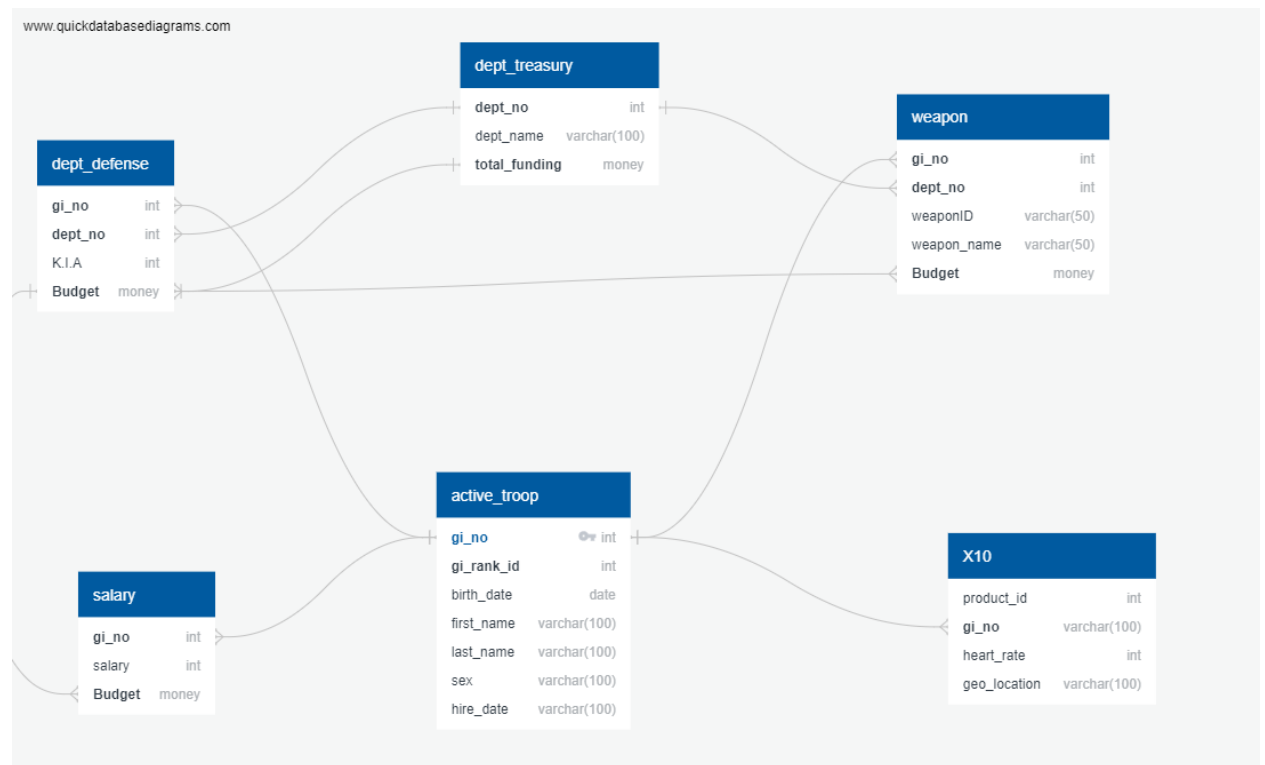 www.quickdatabasediagrams.com
dept_treasury
dept_no int
dept_name varchar(100)
total_funding money
weapon
gi_no int
dept_no int
weaponID varchar(50)
weapon_name varchar(50)
Budget money
dept_defense
gi_no int
dept_no int
K.I.A int
Budget money
active_troop
gi_no int
gi_rank_id int
birth_date date
first_name varchar(100)
last_name varchar(100)
sex varchar(100)
hire_date varchar(100)
salary
gi_no int
salary int
Budget money
X10
product_id int
gi_no varchar(100)
heart_rate int
geo_location varchar(100)